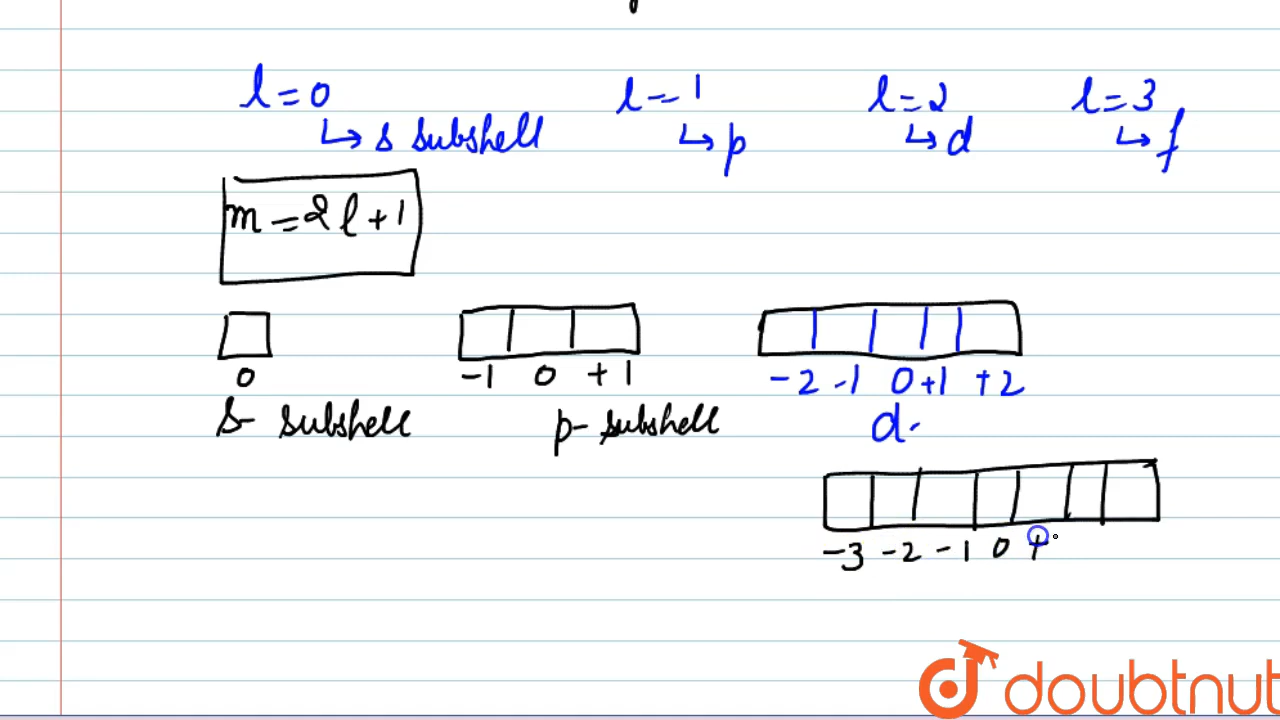 l = 0 l = 1 l = 2 l = 3
↳ s subshell ↳ p ↳ d ↳ f
m = 2l + 1
0 -1 0 +1 -2 -1 0 +1 +2
s- subshell p- subshell d-
-3 -2 -1 0 +
doubtnut